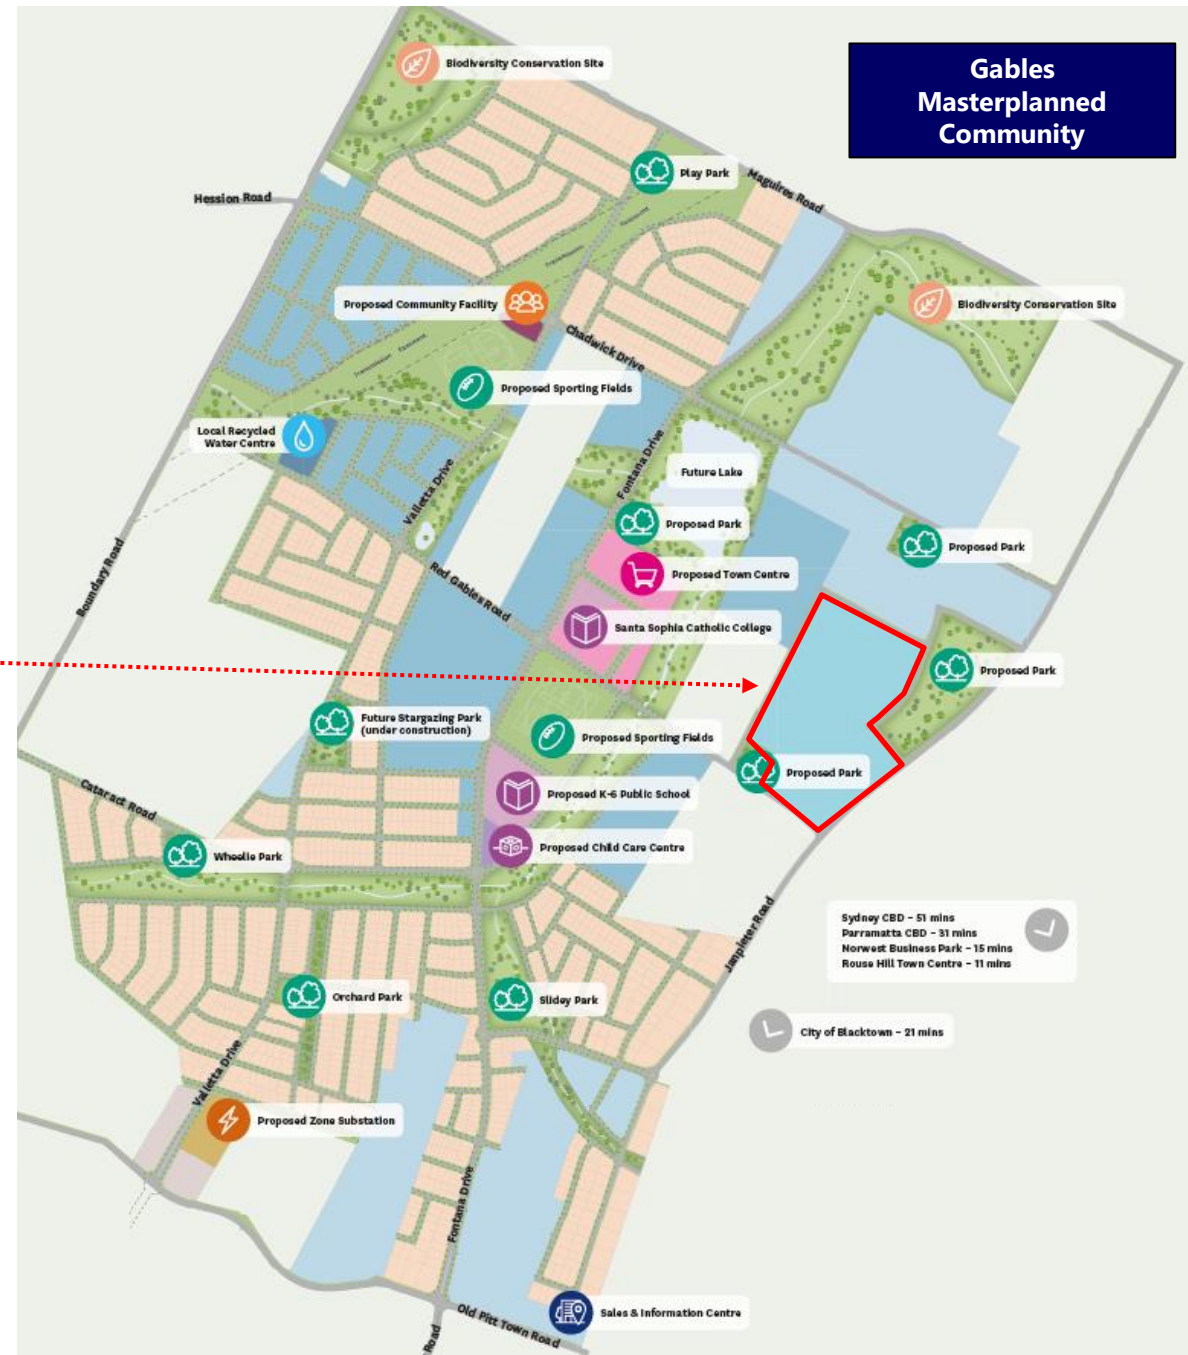 Gables
Masterplanned
Community
Biodiversity Conservation Site
Play Park
Maguires Road
Hession Road
Biodiversity Conservation Site
Proposed Community Facility
Transmission Easement
Chadwick Drive
Proposed Sporting Fields
Local Recycled
Water Centre
Valletta Drive
Fontana Drive
Future Lake
Proposed Park
Proposed Park
Boundary Road
Red Gables Road
Proposed Town Centre
Santa Sophia Catholic College
Proposed Park
Future Stargazing Park
(under construction)
Proposed Sporting Fields
Proposed Park
Cataract Road
Proposed K-6 Public School
Proposed Child Care Centre
Wheelie Park
Janpieter Road
Sydney CBD – 51 mins
Parramatta CBD – 31 mins
Norwest Business Park – 15 mins
Rouse Hill Town Centre – 11 mins
Orchard Park
Slidey Park
City of Blacktown – 21 mins
Valletta Drive
Proposed Zone Substation
Fontana Drive
Sales & Information Centre
Old Pitt Town Road
Road